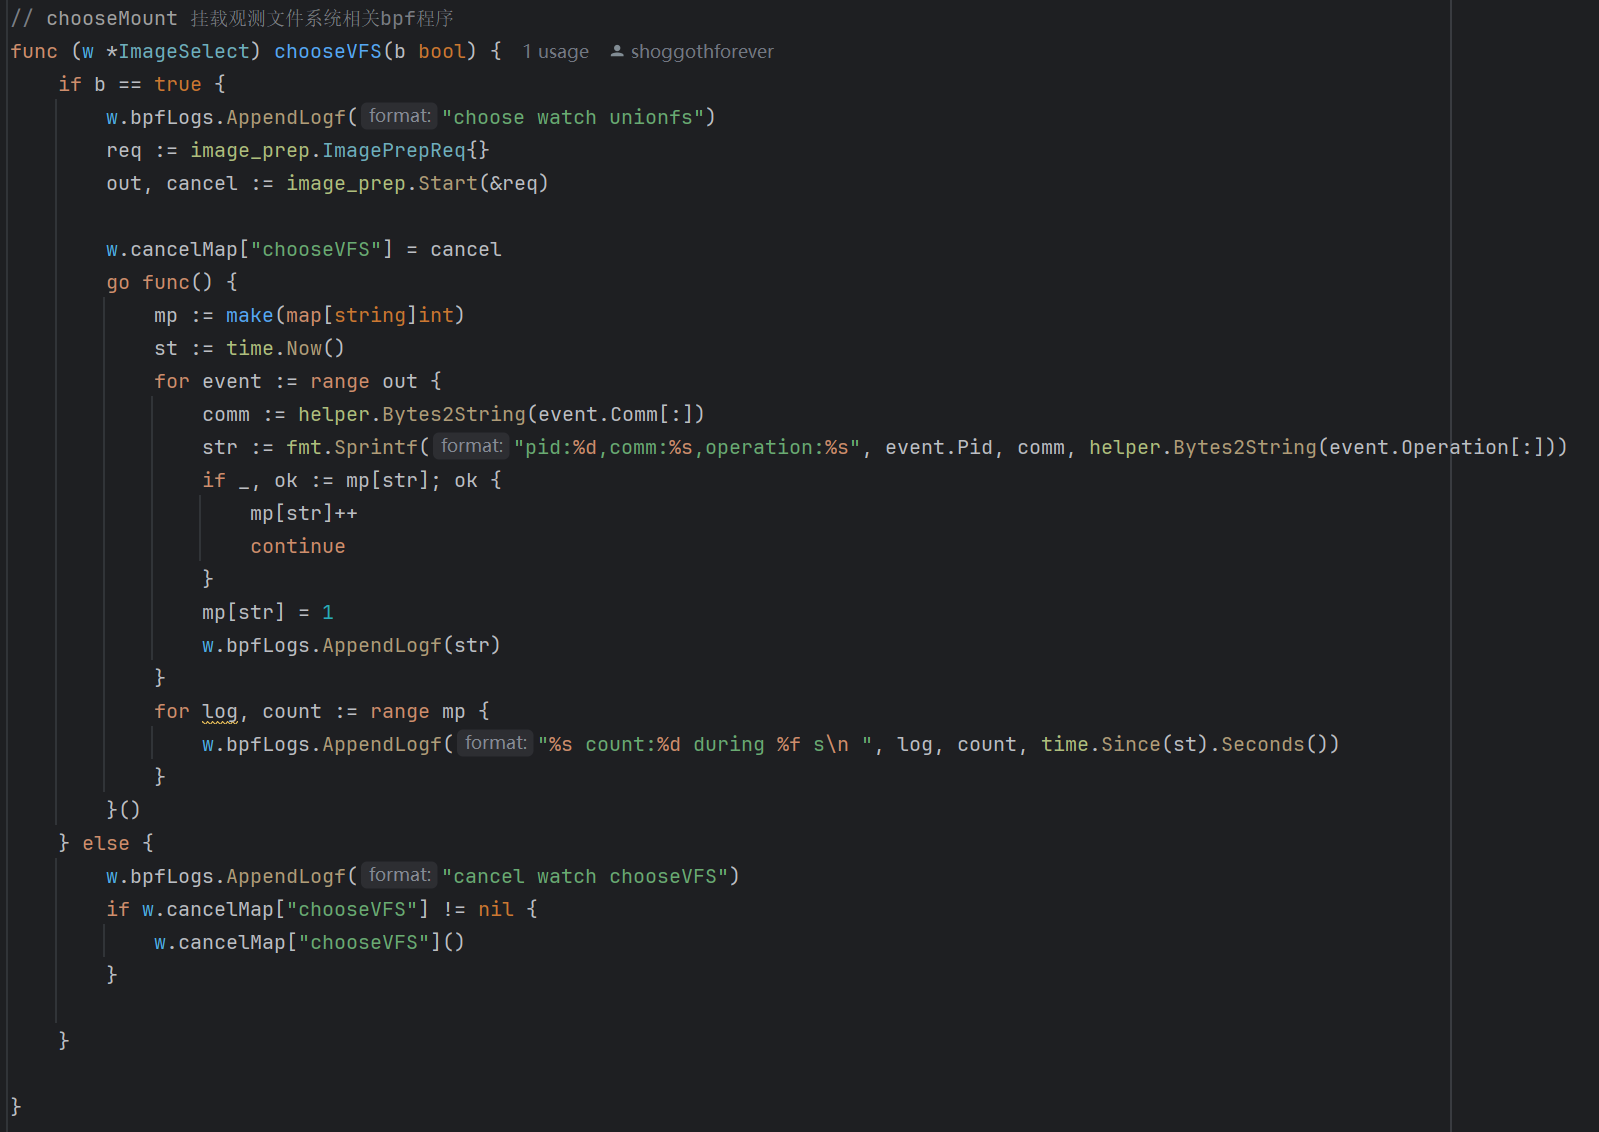 // chooseMount 挂载观测文件系统相关bpf程序
func (w *ImageSelect) chooseVFS(b bool) { 1 usage shoggothforever
if b == true {
w.bpfLogs.AppendLogf( format: "choose watch unionfs")
req := image_prep.ImagePrepReq{}
out, cancel := image_prep.Start(&req)
w.cancelMap["chooseVFS"] = cancel
go func() {
mp := make(map[string]int)
st := time.Now()
for event := range out {
comm := helper.Bytes2String(event.Comm[:])
str := fmt.Sprintf( format: "pid:%d,comm:%s,operation:%s", event.Pid, comm, helper.Bytes2String(event.Operation[:]))
if _, ok := mp[str]; ok {
mp[str]++
continue
}
mp[str] = 1
w.bpfLogs.AppendLogf(str)
}
for log, count := range mp {
w.bpfLogs.AppendLogf( format: "%s count:%d during %f s\n ", log, count, time.Since(st).Seconds())
}
}()
} else {
w.bpfLogs.AppendLogf( format: "cancel watch chooseVFS")
if w.cancelMap["chooseVFS"] != nil {
w.cancelMap["chooseVFS"]()
}
}
}